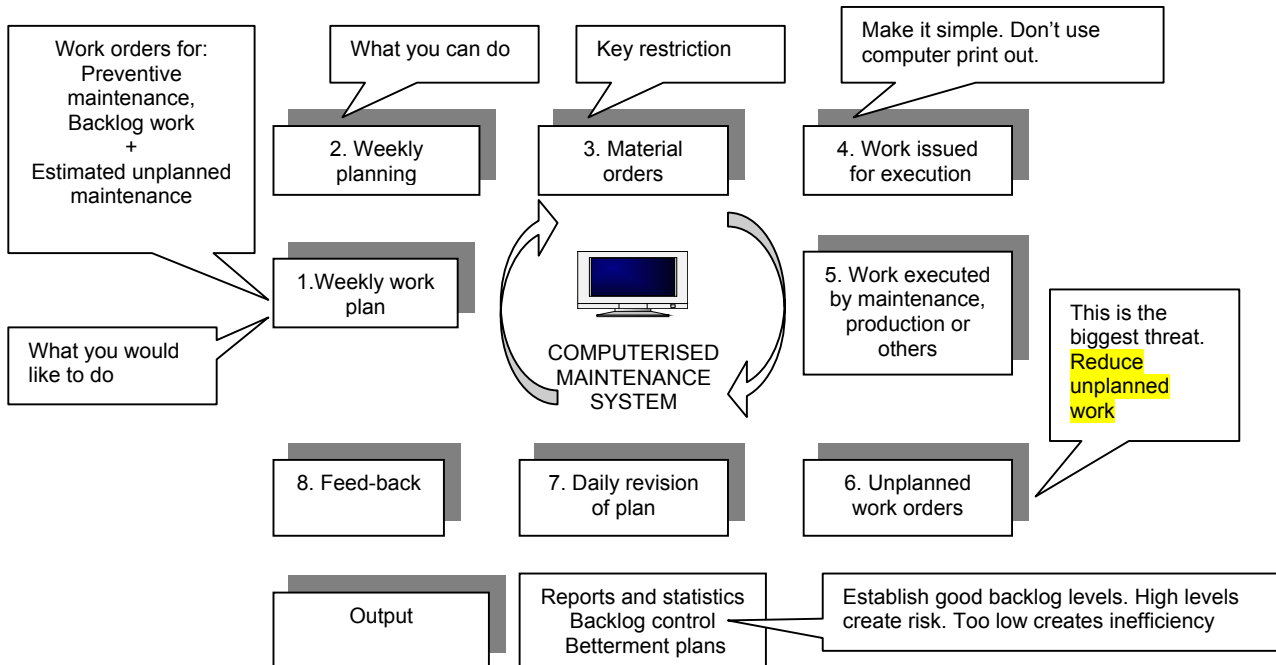 Work orders for:
Preventive
maintenance,
Backlog work
+
Estimated unplanned
maintenance
What you can do
Key restriction
Make it simple. Don’t use
computer print out.
2. Weekly
planning
3. Material
orders
4. Work issued
for execution
1.Weekly work
plan
What you would
like to do
COMPUTERISED
MAINTENANCE
SYSTEM
5. Work executed
by maintenance,
production or
others
This is the
biggest threat.
Reduce
unplanned
work
8. Feed-back
7. Daily revision
of plan
6. Unplanned
work orders
Output
Reports and statistics
Backlog control
Betterment plans
Establish good backlog levels. High levels
create risk. Too low creates inefficiency